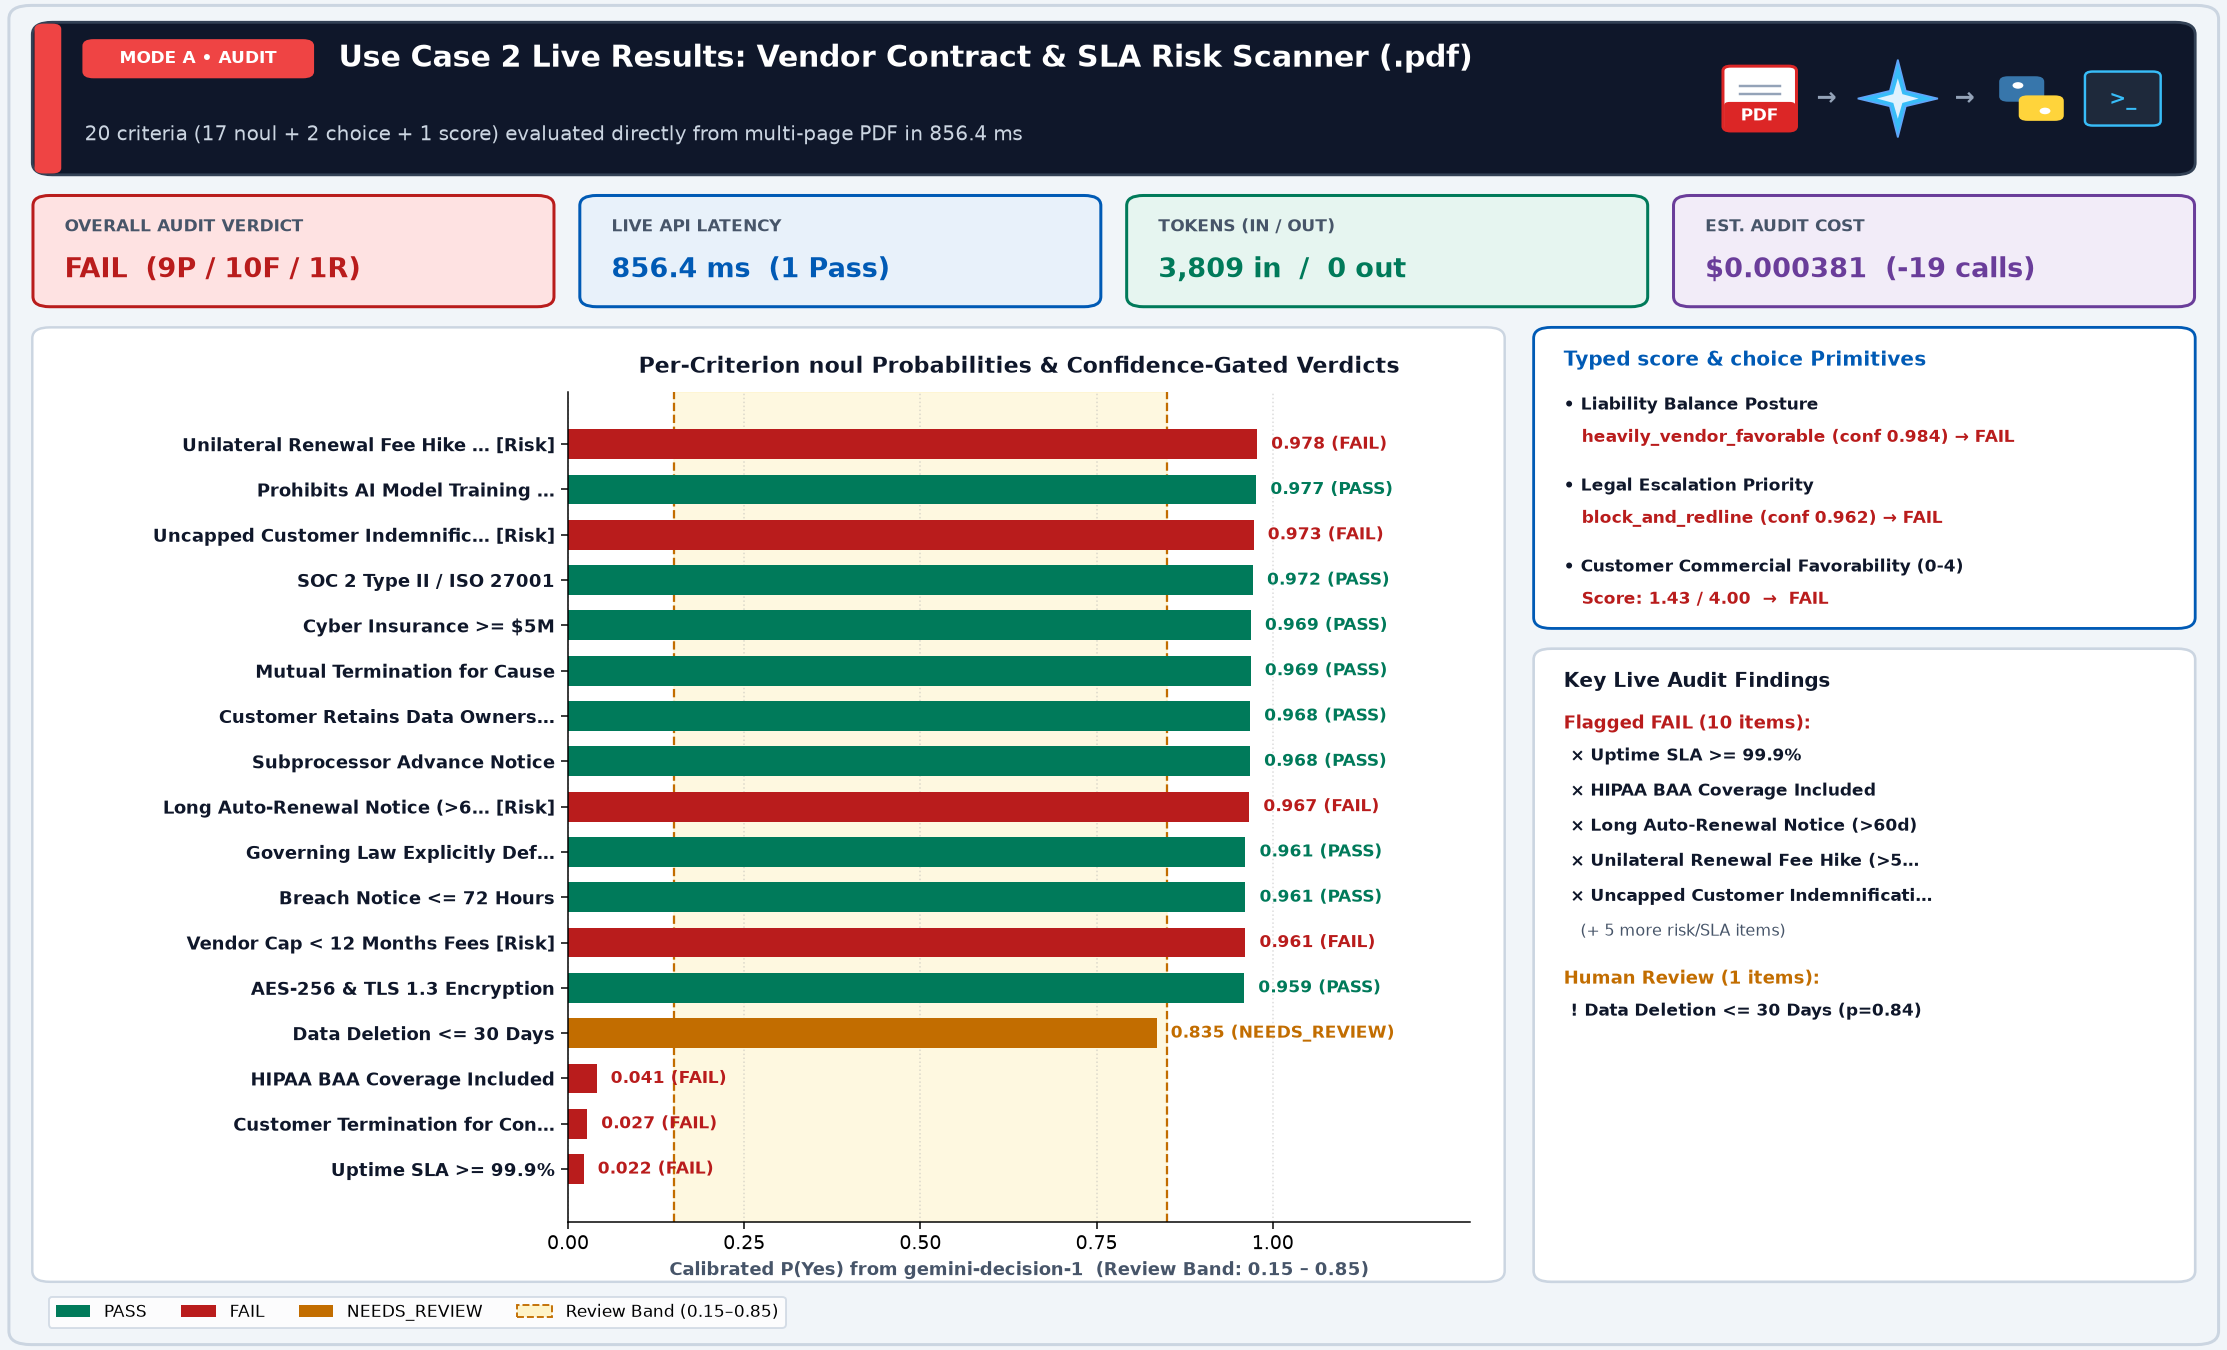 MODE A • AUDIT
Use Case 2 Live Results: Vendor Contract & SLA Risk Scanner (.pdf)
20 criteria (17 noul + 2 choice + 1 score) evaluated directly from multi-page PDF in 856.4 ms
PDF
→
→
>_
OVERALL AUDIT VERDICT
FAIL (9P / 10F / 1R)
LIVE API LATENCY
856.4 ms (1 Pass)
TOKENS (IN / OUT)
3,809 in / 0 out
EST. AUDIT COST
$0.000381 (-19 calls)
Per-Criterion noul Probabilities & Confidence-Gated Verdicts
Unilateral Renewal Fee Hike ... [Risk] 0.978 (FAIL)
Prohibits AI Model Training ... 0.977 (PASS)
Uncapped Customer Indemnific... [Risk] 0.973 (FAIL)
SOC 2 Type II / ISO 27001 0.972 (PASS)
Cyber Insurance >= $5M 0.969 (PASS)
Mutual Termination for Cause 0.969 (PASS)
Customer Retains Data Owners... 0.968 (PASS)
Subprocessor Advance Notice 0.968 (PASS)
Long Auto-Renewal Notice (>6... [Risk] 0.967 (FAIL)
Governing Law Explicitly Def... 0.961 (PASS)
Breach Notice <= 72 Hours 0.961 (PASS)
Vendor Cap < 12 Months Fees [Risk] 0.961 (FAIL)
AES-256 & TLS 1.3 Encryption 0.959 (PASS)
Data Deletion <= 30 Days 0.835 (NEEDS_REVIEW)
HIPAA BAA Coverage Included 0.041 (FAIL)
Customer Termination for Con... 0.027 (FAIL)
Uptime SLA >= 99.9% 0.022 (FAIL)
0.00 0.25 0.50 0.75 1.00
Calibrated P(Yes) from gemini-decision-1 (Review Band: 0.15 – 0.85)
PASS FAIL NEEDS_REVIEW Review Band (0.15–0.85)
Typed score & choice Primitives
• Liability Balance Posture
heavily_vendor_favorable (conf 0.984) → FAIL
• Legal Escalation Priority
block_and_redline (conf 0.962) → FAIL
• Customer Commercial Favorability (0-4)
Score: 1.43 / 4.00 → FAIL
Key Live Audit Findings
Flagged FAIL (10 items):
× Uptime SLA >= 99.9%
× HIPAA BAA Coverage Included
× Long Auto-Renewal Notice (>60d)
× Unilateral Renewal Fee Hike (>5...
× Uncapped Customer Indemnificati...
(+ 5 more risk/SLA items)
Human Review (1 items):
! Data Deletion <= 30 Days (p=0.84)